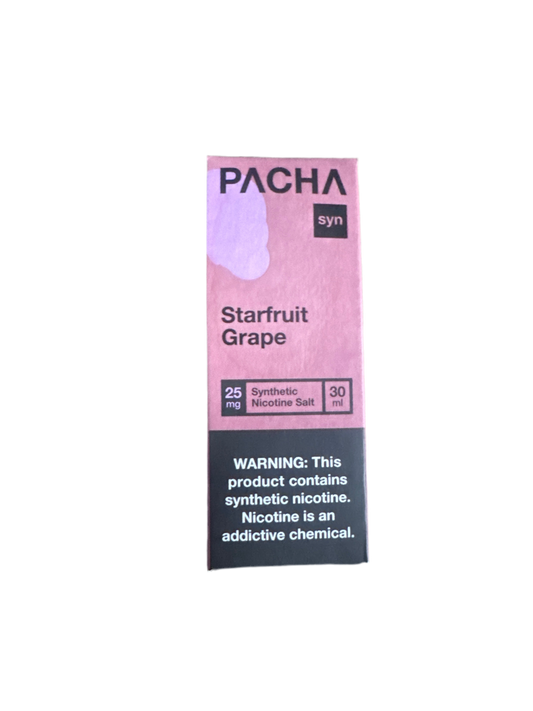 PACHA
syn
Starfruit
Grape
25
mg
Synthetic
Nicotine Salt
30
ml
WARNING: This
product contains
synthetic nicotine.
Nicotine is an
addictive chemical.